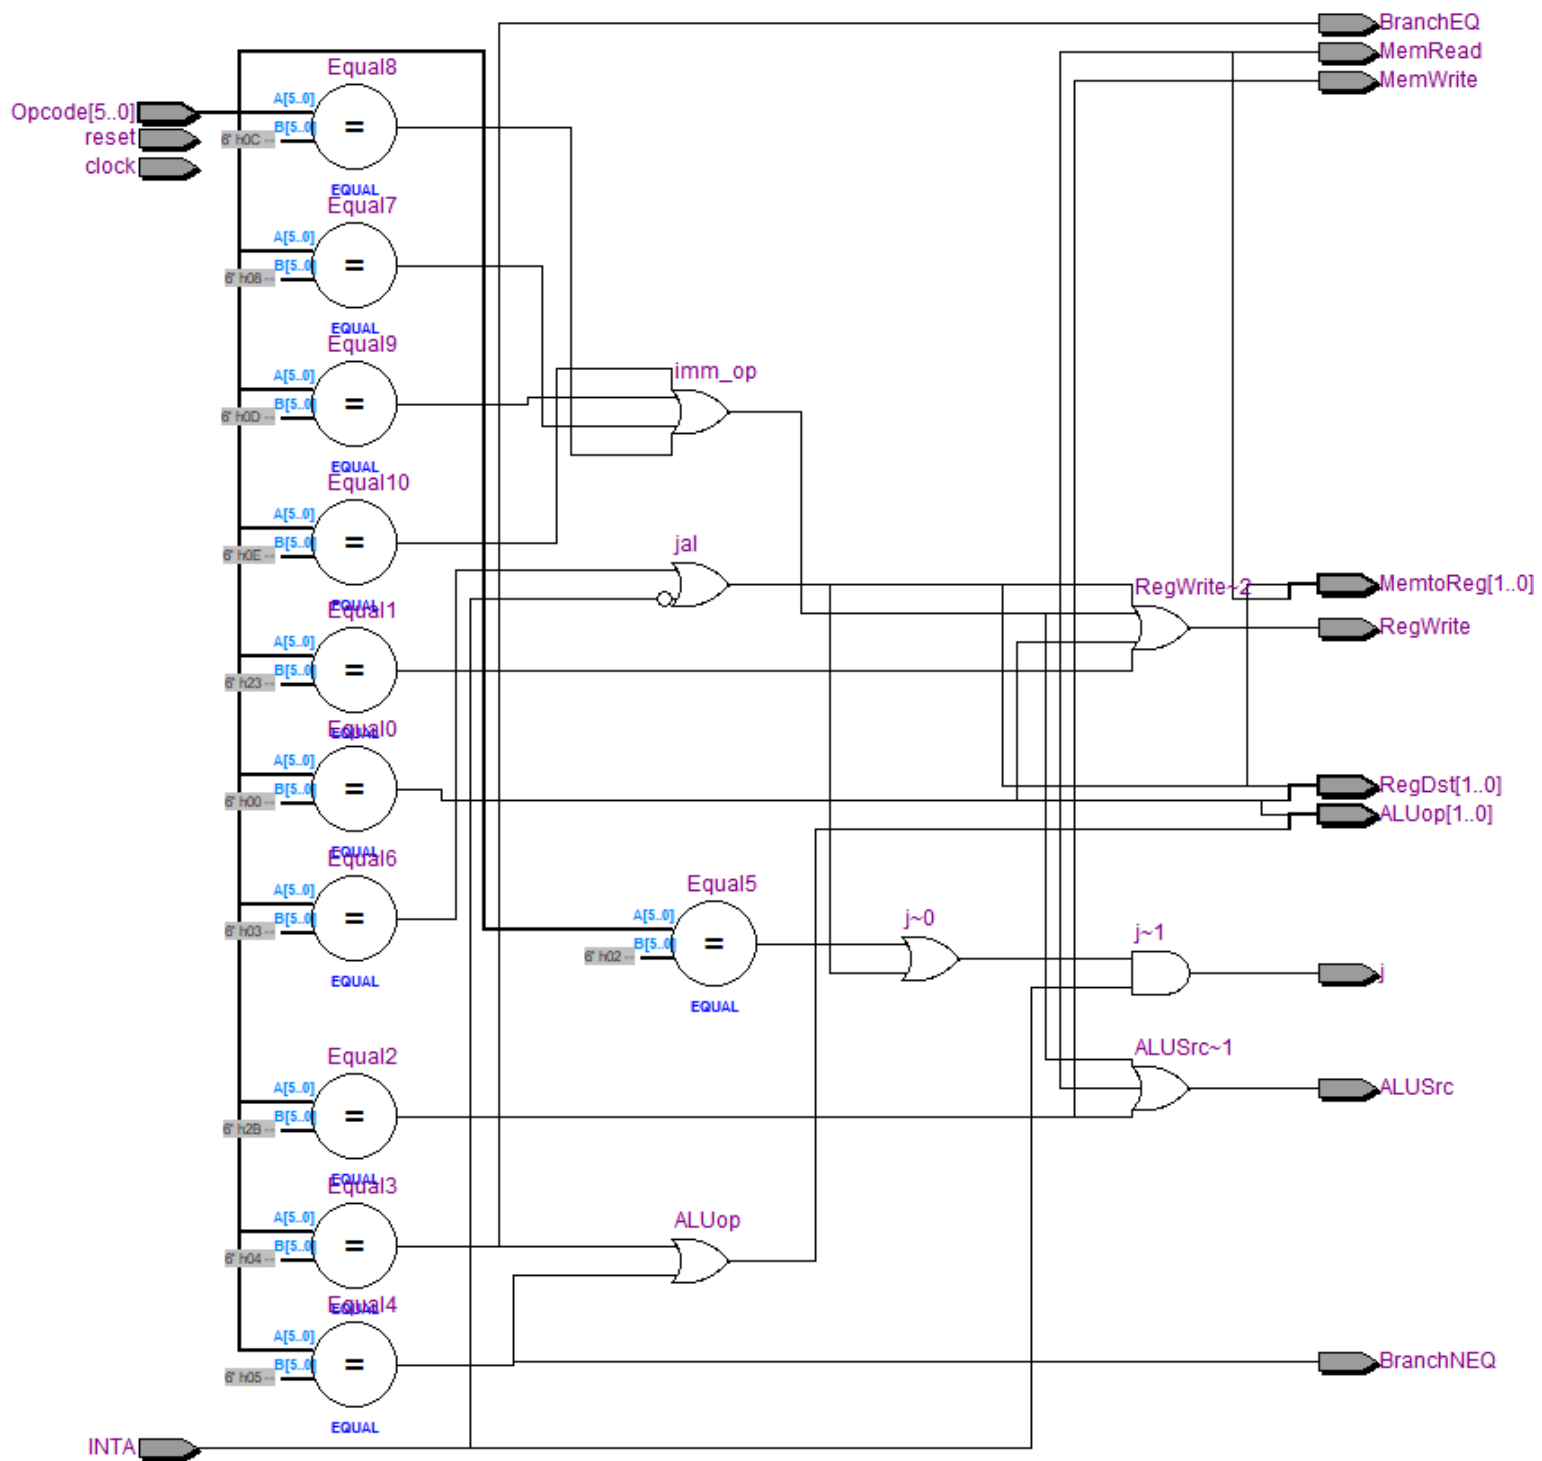 BranchEQ
MemRead
MemWrite
Equal8
A[5..0]
Opcode[5..0]
B[5..0]
reset
6' h0C --
=
clock
EQUAL
Equal7
A[5..0]
B[5..0]
6' h08 --
=
EQUAL
Equal9
A[5..0]
B[5..0]
6' h0D --
=
imm_op
EQUAL
Equal10
A[5..0]
B[5..0]
6' h0E --
=
jal
EQUAL
Equal1
RegWrite~2
MemtoReg[1..0]
RegWrite
A[5..0]
B[5..0]
6' h23 --
=
EQUAL
Equal0
A[5..0]
B[5..0]
6' h00 --
=
RegDst[1..0]
ALUop[1..0]
EQUAL
Equal6
A[5..0]
B[5..0]
6' h03 --
=
EQUAL
Equal5
A[5..0]
B[5..0]
6' h02 --
=
EQUAL
j~0
j~1
j
Equal2
A[5..0]
B[5..0]
6' h2B --
=
ALUSrc~1
ALUSrc
EQUAL
Equal3
A[5..0]
B[5..0]
6' h04 --
=
ALUop
EQUAL
Equal4
A[5..0]
B[5..0]
6' h05 --
=
BranchNEQ
EQUAL
INTA